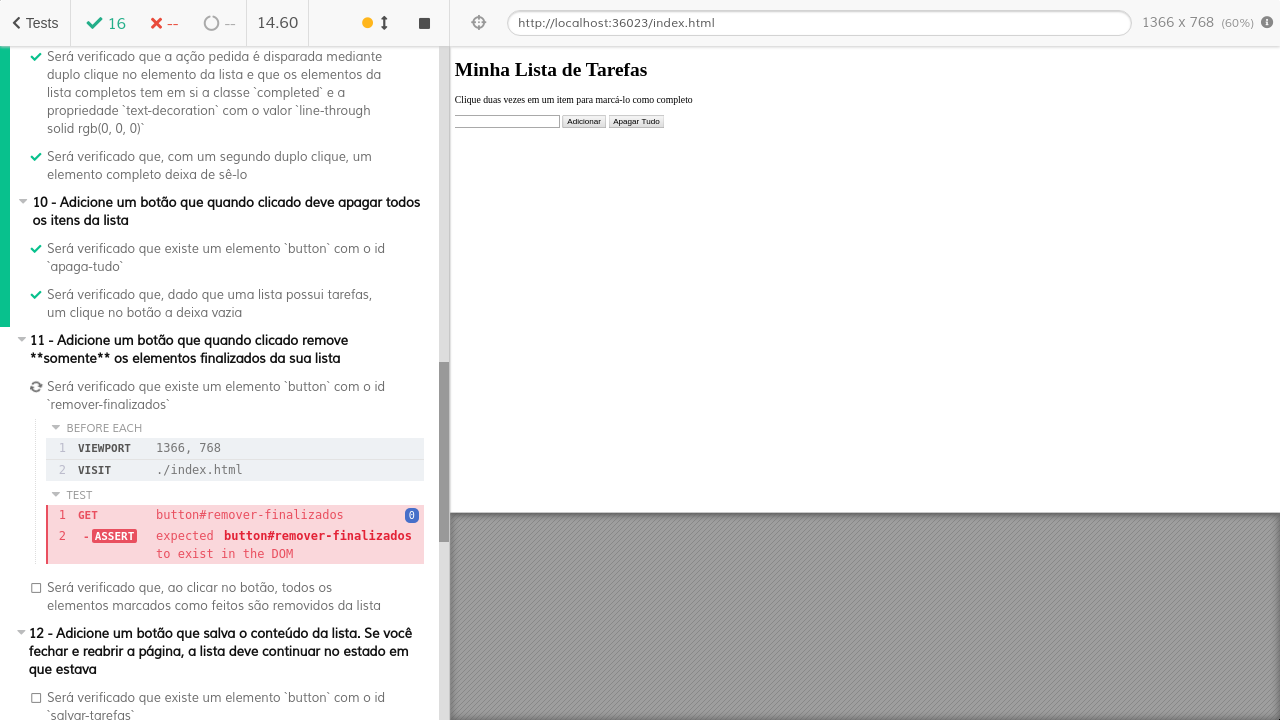 Tests
16
--
--
14.60
http://localhost:36023/index.html
1366 x 768 (60%)
Será verificado que a ação pedida é disparada mediante
duplo clique no elemento da lista e que os elementos da
lista completos tem em si a classe `completed` e a
propriedade `text-decoration` com o valor `line-through
solid rgb(0, 0, 0)`
Será verificado que, com um segundo duplo clique, um
elemento completo deixa de sê-lo
10 - Adicione um botão que quando clicado deve apagar todos
os itens da lista
Será verificado que existe um elemento `button` com o id
`apaga-tudo`
Será verificado que, dado que uma lista possui tarefas,
um clique no botão a deixa vazia
11 - Adicione um botão que quando clicado remove
**somente** os elementos finalizados da sua lista
Será verificado que existe um elemento `button` com o id
`remover-finalizados`
BEFORE EACH
1 VIEWPORT 1366, 768
2 VISIT ./index.html
TEST
1 GET button#remover-finalizados 0
2 -ASSERT expected button#remover-finalizados
to exist in the DOM
Será verificado que, ao clicar no botão, todos os
elementos marcados como feitos são removidos da lista
12 - Adicione um botão que salva o conteúdo da lista. Se você
fechar e reabrir a página, a lista deve continuar no estado em
que estava
Será verificado que existe um elemento `button` com o id
`salvar-tarefas`
Minha Lista de Tarefas
Clique duas vezes em um item para marcá-lo como completo
Adicionar Apagar Tudo